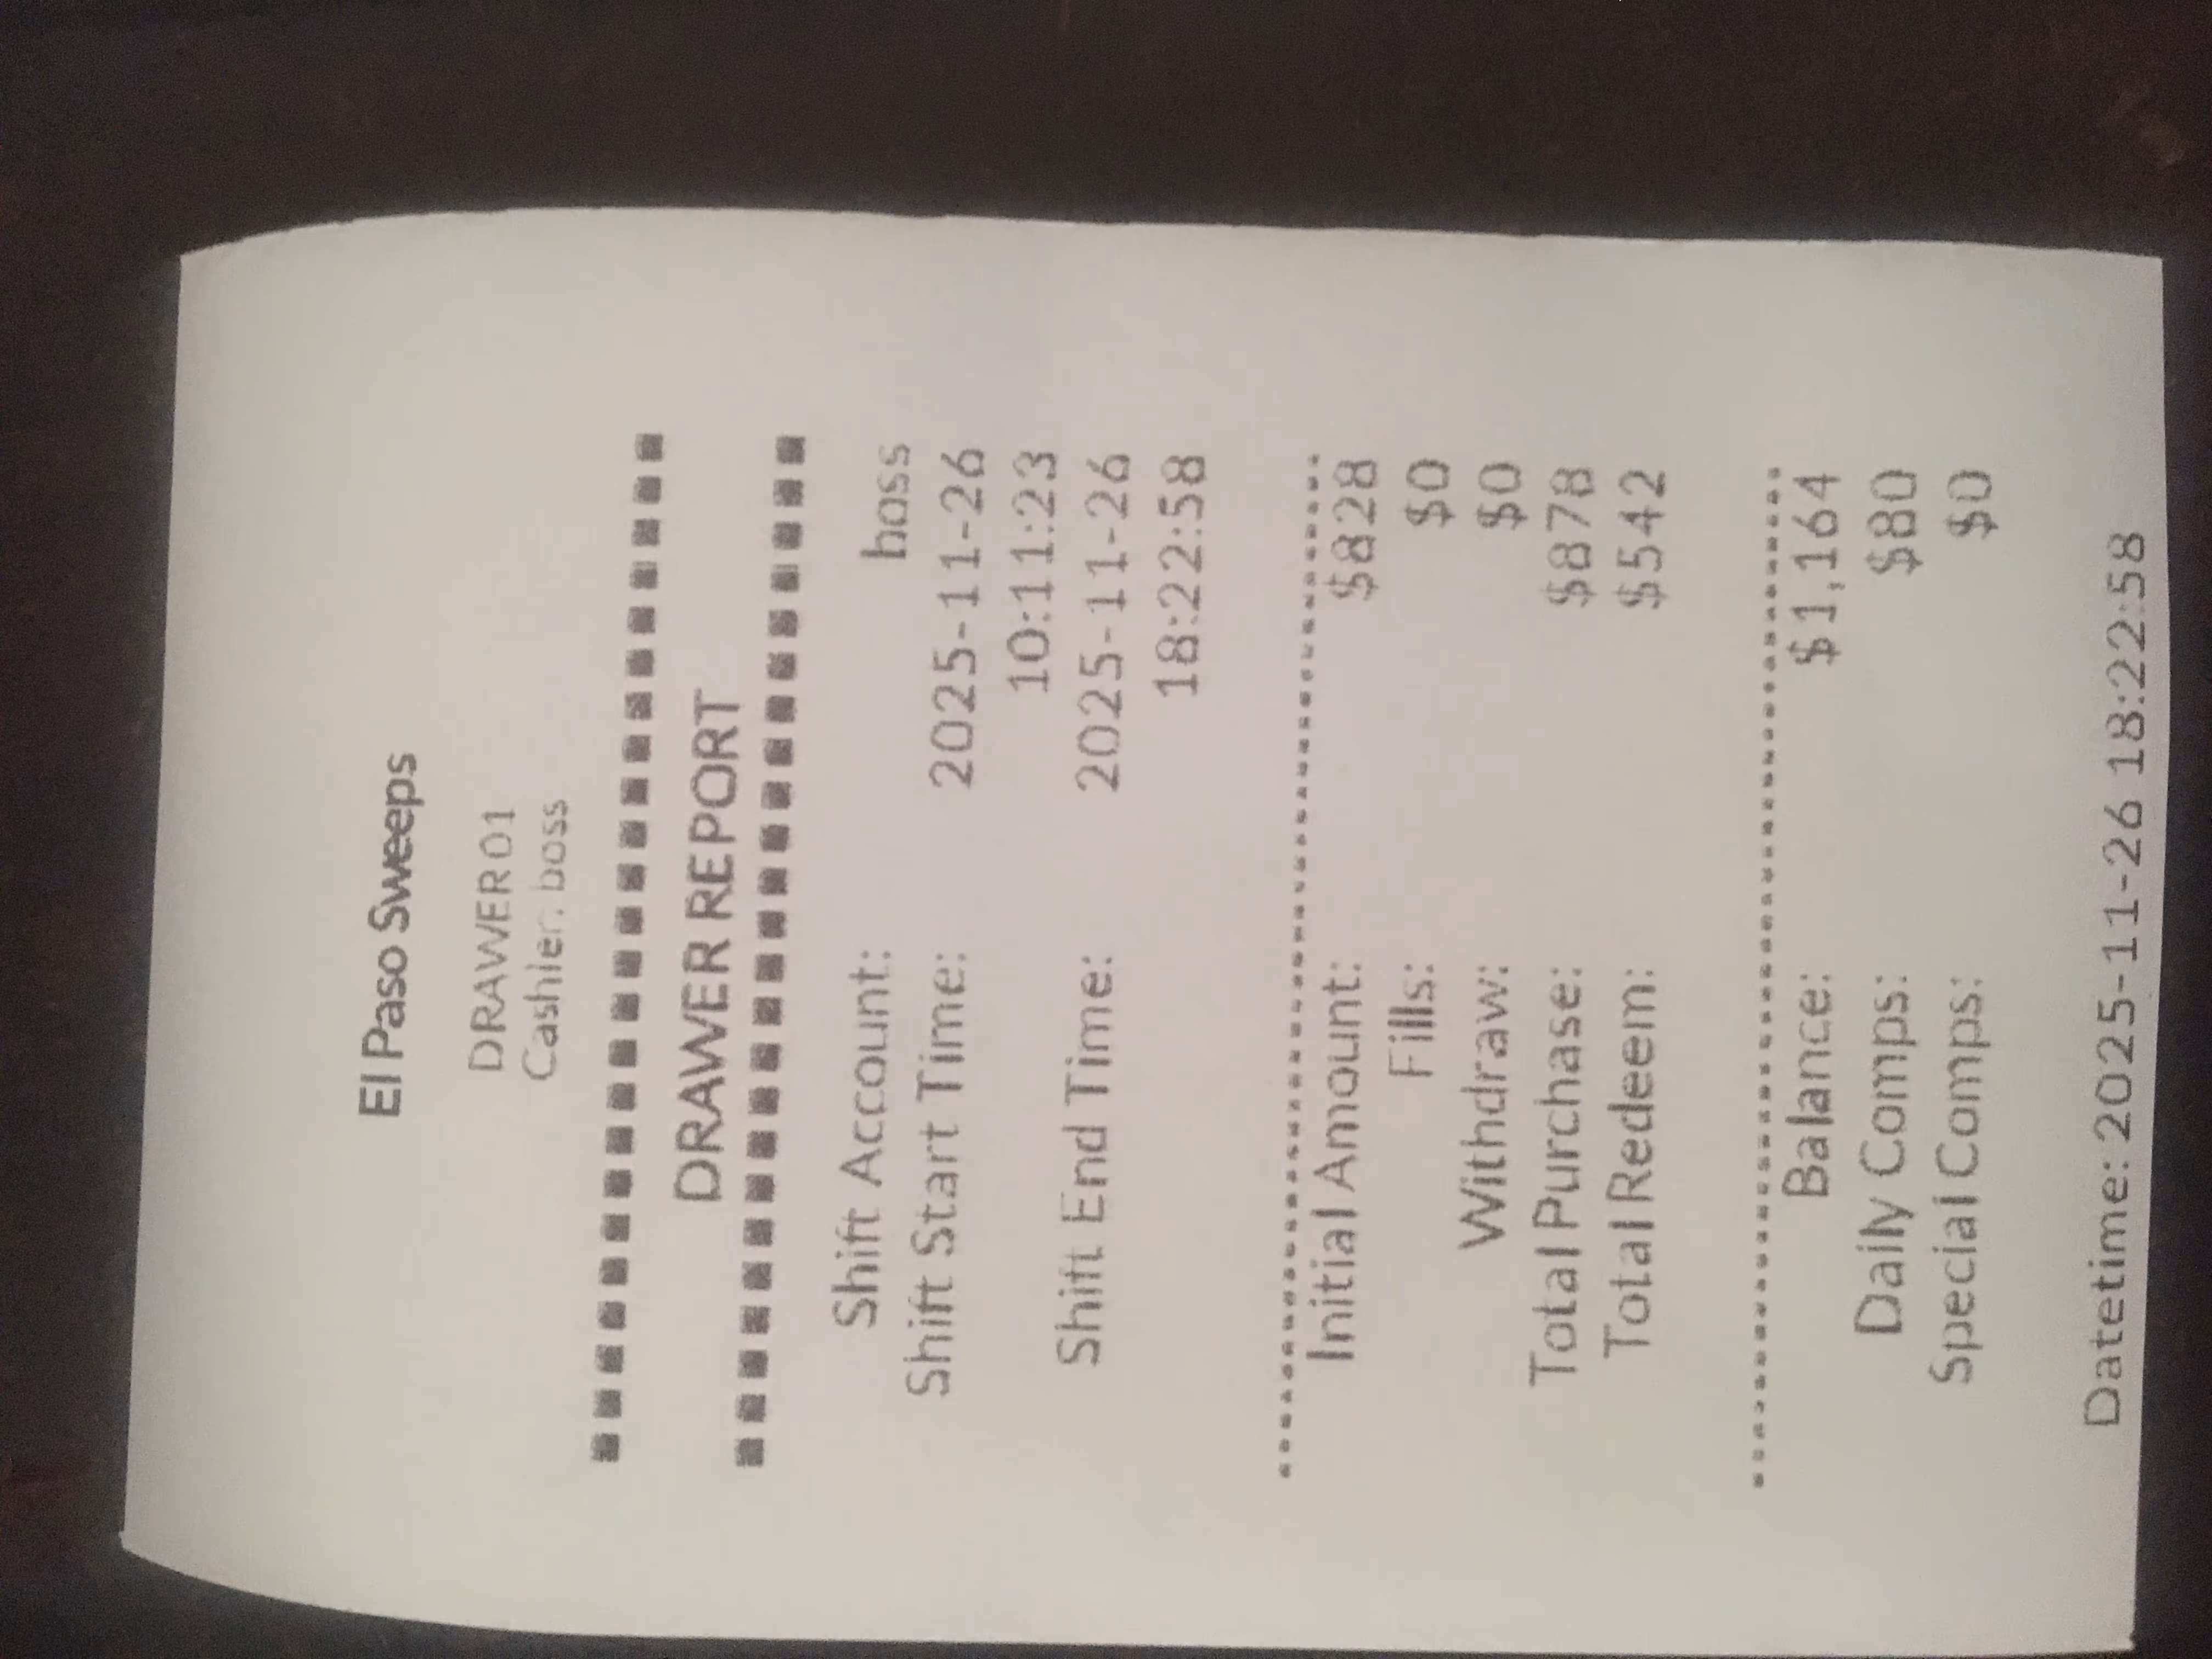 El Paso Sweeps
DRAWER01
Cashier: boss
DRAWER REPORT
Shift Account: boss
Shift Start Time: 2025-11-26
10:11:23
Shift End Time: 2025-11-26
18:22:58
Initial Amount: $828
Fills: $0
Withdraw: $0
Total Purchase: $878
Total Redeem: $542
Balance: $1,164
Daily Comps: $80
Special Comps: $0
Datetime: 2025-11-26 18:22:58